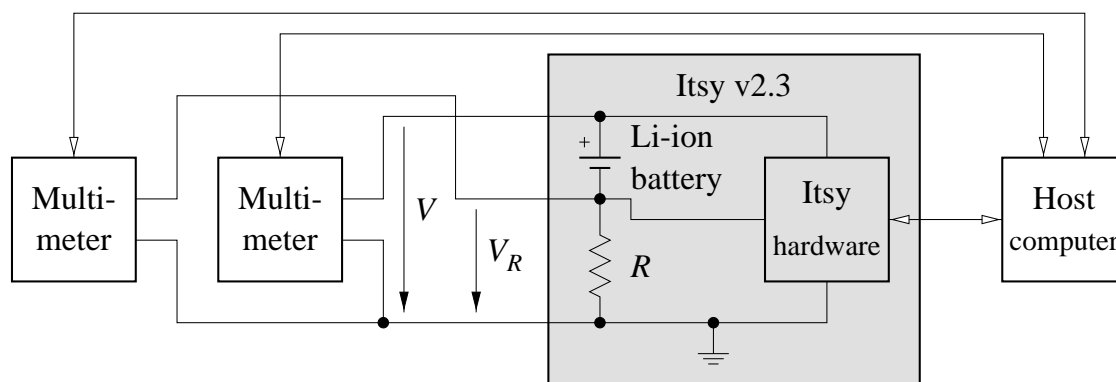 Itsy v2.3
+
Li-ion
battery
Multi-
meter
Multi-
meter
V
V_R
R
Itsy
hardware
Host
computer